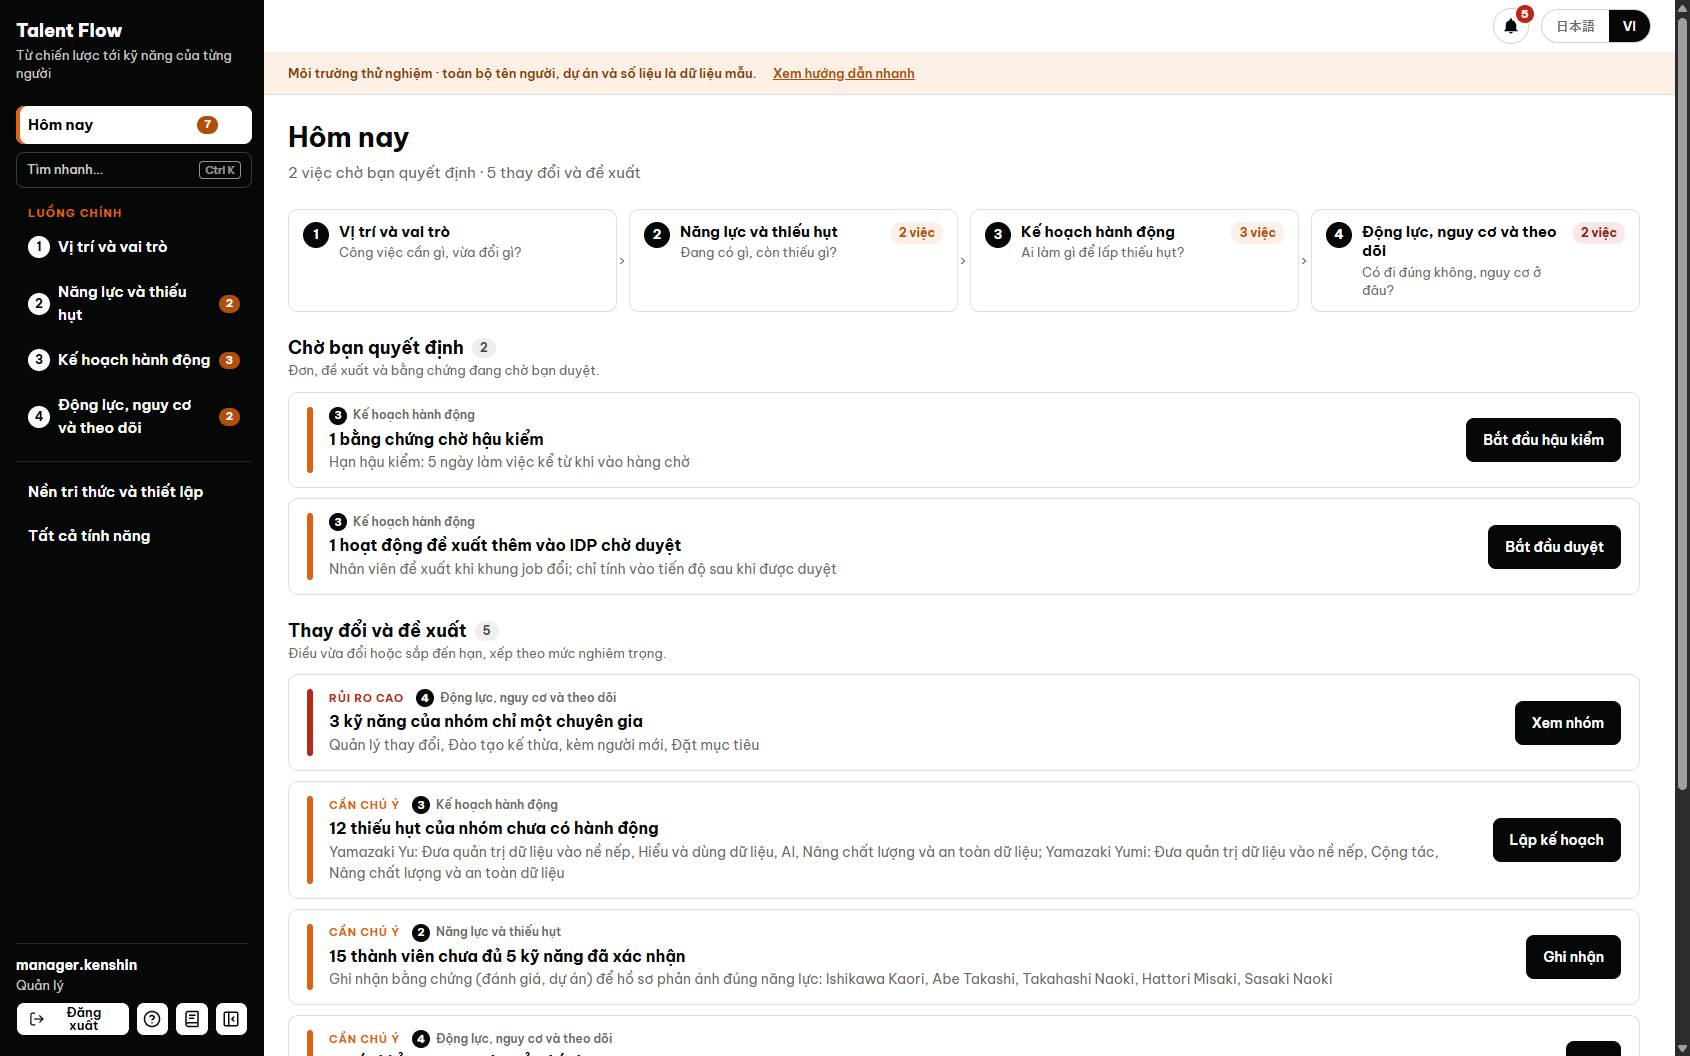 Talent Flow
Từ chiến lược tới kỹ năng của từng
người
Hôm nay 7
Tìm nhanh... Ctrl K
LUỒNG CHÍNH
1 Vị trí và vai trò
2 Năng lực và thiếu
hụt 2
3 Kế hoạch hành động 3
4 Động lực, nguy cơ
và theo dõi 2
Nền tri thức và thiết lập
Tất cả tính năng
manager.kenshin
Quản lý
Đăng
xuất
5
日本語 VI
Môi trường thử nghiệm · toàn bộ tên người, dự án và số liệu là dữ liệu mẫu. Xem hướng dẫn nhanh
Hôm nay
2 việc chờ bạn quyết định · 5 thay đổi và đề xuất
1 Vị trí và vai trò
Công việc cần gì, vừa đổi gì?
›
2 Năng lực và thiếu hụt 2 việc
Đang có gì, còn thiếu gì?
›
3 Kế hoạch hành động 3 việc
Ai làm gì để lấp thiếu hụt?
›
4 Động lực, nguy cơ và theo 2 việc
dõi
Có đi đúng không, nguy cơ ở
đâu?
Chờ bạn quyết định 2
Đơn, đề xuất và bằng chứng đang chờ bạn duyệt.
3 Kế hoạch hành động
1 bằng chứng chờ hậu kiểm
Hạn hậu kiểm: 5 ngày làm việc kể từ khi vào hàng chờ
Bắt đầu hậu kiểm
3 Kế hoạch hành động
1 hoạt động đề xuất thêm vào IDP chờ duyệt
Nhân viên đề xuất khi khung job đổi; chỉ tính vào tiến độ sau khi được duyệt
Bắt đầu duyệt
Thay đổi và đề xuất 5
Điều vừa đổi hoặc sắp đến hạn, xếp theo mức nghiêm trọng.
RỦI RO CAO 4 Động lực, nguy cơ và theo dõi
3 kỹ năng của nhóm chỉ một chuyên gia
Quản lý thay đổi, Đào tạo kế thừa, kèm người mới, Đặt mục tiêu
Xem nhóm
CẦN CHÚ Ý 3 Kế hoạch hành động
12 thiếu hụt của nhóm chưa có hành động
Yamazaki Yu: Đưa quản trị dữ liệu vào nề nếp, Hiểu và dùng dữ liệu, AI, Nâng chất lượng và an toàn dữ liệu; Yamazaki Yumi: Đưa quản trị dữ liệu vào nề nếp, Cộng tác,
Nâng chất lượng và an toàn dữ liệu
Lập kế hoạch
CẦN CHÚ Ý 2 Năng lực và thiếu hụt
15 thành viên chưa đủ 5 kỹ năng đã xác nhận
Ghi nhận bằng chứng (đánh giá, dự án) để hồ sơ phản ánh đúng năng lực: Ishikawa Kaori, Abe Takashi, Takahashi Naoki, Hattori Misaki, Sasaki Naoki
Ghi nhận
CẦN CHÚ Ý 4 Động lực, nguy cơ và theo dõi